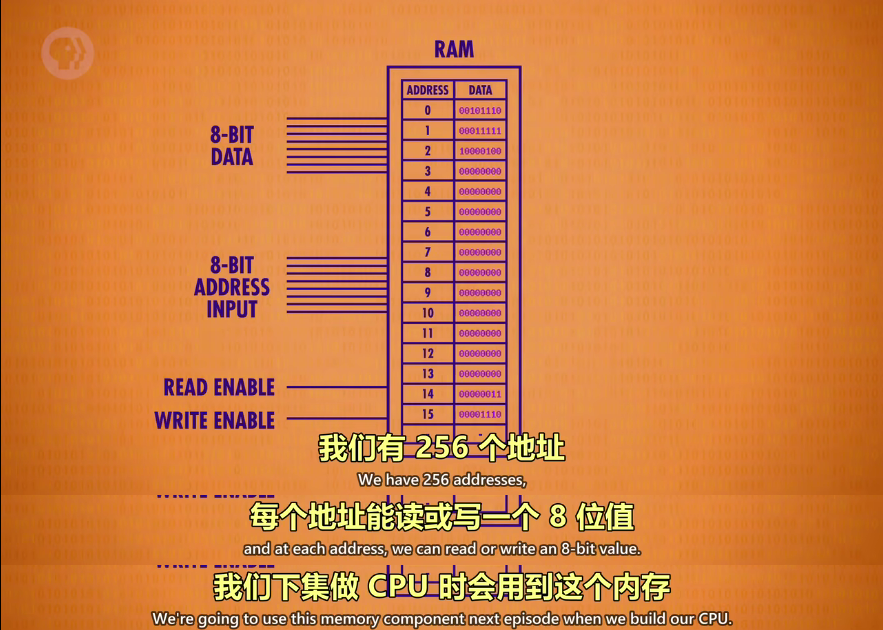 RAM
ADDRESS DATA
0 00101110
1 00011111
2 10000100
3 00000000
4 00000000
5 00000000
6 00000000
7 00000000
8 00000000
9 00000000
10 00000000
11 00000000
12 00000000
13 00000000
14 00000011
15 00001110
8-BIT
DATA
8-BIT
ADDRESS
INPUT
READ ENABLE
WRITE ENABLE
我们有 256 个地址
We have 256 addresses,
每个地址能读或写一个 8 位值
and at each address, we can read or write an 8-bit value.
我们下集做 CPU 时会用到这个内存
We're going to use this memory component next episode when we build our CPU.